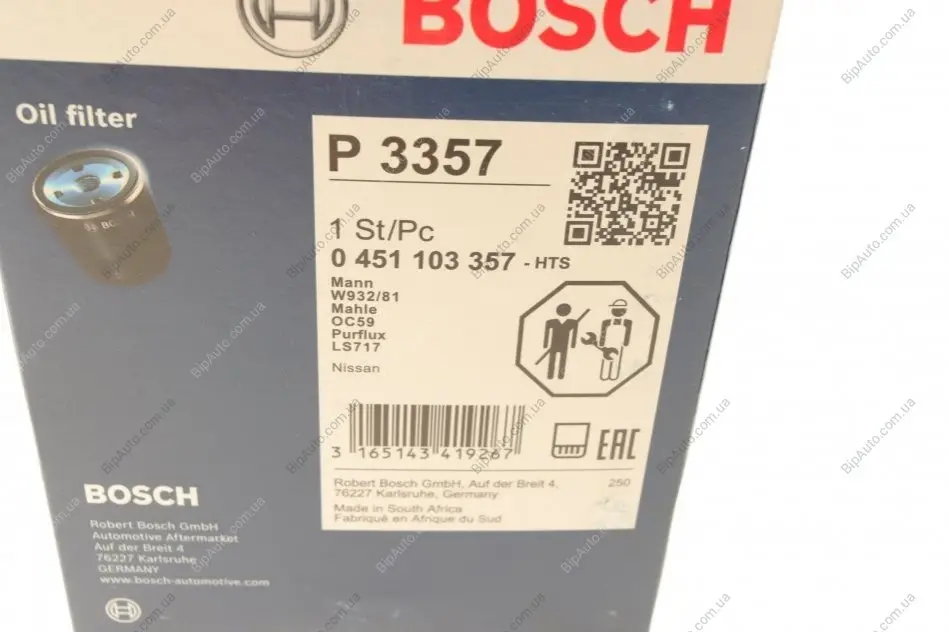 BOSCH
Oil filter
P 3357
1 St/Pc
0 451 103 357 - HTS
Mann
W932/81
Mahle
OC59
Purflux
LS717
Nissan
3 165143 419267
EAC
Robert Bosch GmbH, Auf der Breit 4,
76227 Karlsruhe, Germany
250
Made in South Africa
Fabriqué en Afrique du Sud
BOSCH
Robert Bosch GmbH
Automotive Aftermarket
Auf der Breit 4
76227 Karlsruhe
GERMANY
www.bosch-automotive.com
BipAuto.com.ua